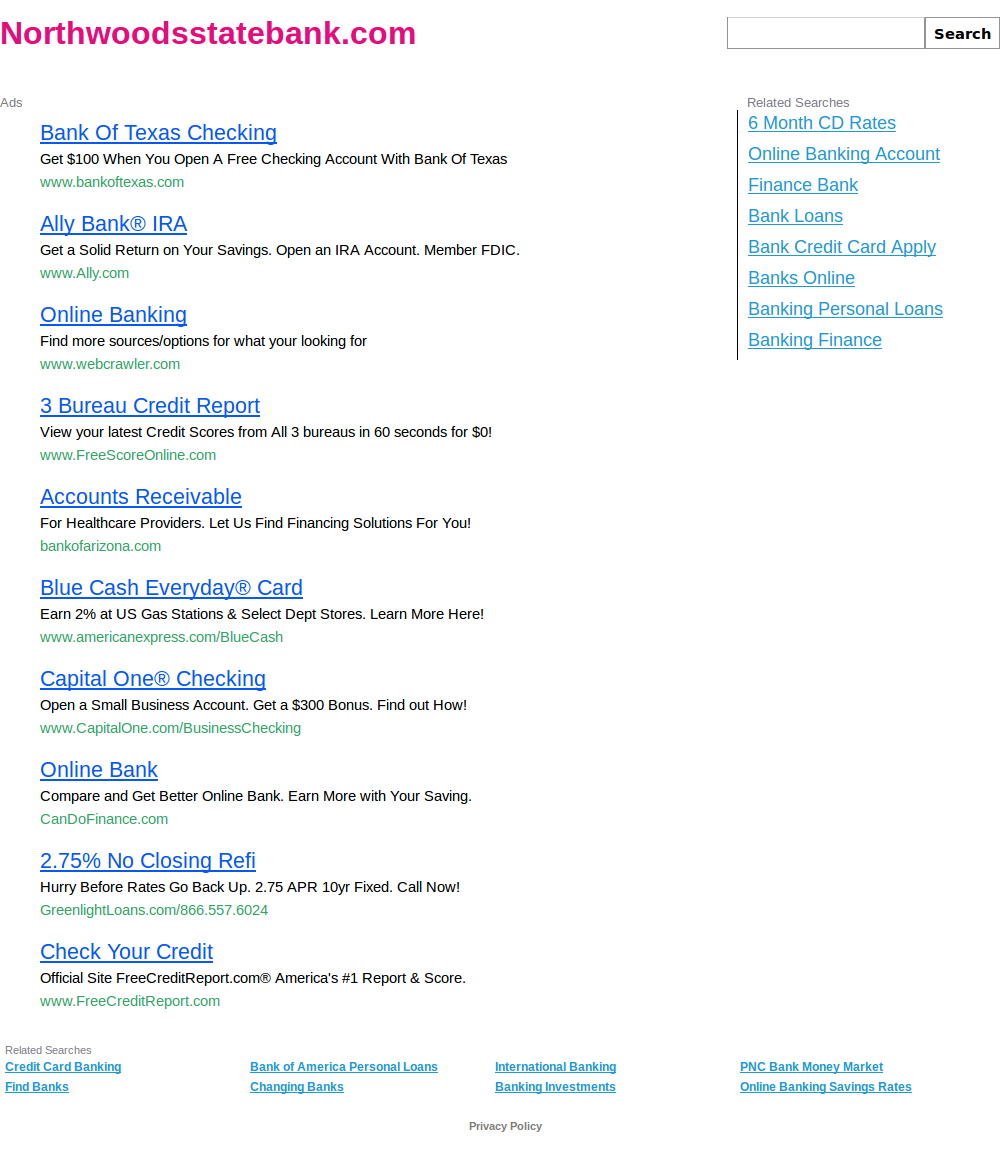 Northwoodsstatebank.com
Search
Ads
Bank Of Texas Checking
Get $100 When You Open A Free Checking Account With Bank Of Texas
www.bankoftexas.com
Ally Bank® IRA
Get a Solid Return on Your Savings. Open an IRA Account. Member FDIC.
www.Ally.com
Online Banking
Find more sources/options for what your looking for
www.webcrawler.com
3 Bureau Credit Report
View your latest Credit Scores from All 3 bureaus in 60 seconds for $0!
www.FreeScoreOnline.com
Accounts Receivable
For Healthcare Providers. Let Us Find Financing Solutions For You!
bankofarizona.com
Blue Cash Everyday® Card
Earn 2% at US Gas Stations & Select Dept Stores. Learn More Here!
www.americanexpress.com/BlueCash
Capital One® Checking
Open a Small Business Account. Get a $300 Bonus. Find out How!
www.CapitalOne.com/BusinessChecking
Online Bank
Compare and Get Better Online Bank. Earn More with Your Saving.
CanDoFinance.com
2.75% No Closing Refi
Hurry Before Rates Go Back Up. 2.75 APR 10yr Fixed. Call Now!
GreenlightLoans.com/866.557.6024
Check Your Credit
Official Site FreeCreditReport.com® America's #1 Report & Score.
www.FreeCreditReport.com
Related Searches
6 Month CD Rates
Online Banking Account
Finance Bank
Bank Loans
Bank Credit Card Apply
Banks Online
Banking Personal Loans
Banking Finance
Related Searches
Credit Card Banking
Bank of America Personal Loans
International Banking
PNC Bank Money Market
Find Banks
Changing Banks
Banking Investments
Online Banking Savings Rates
Privacy Policy